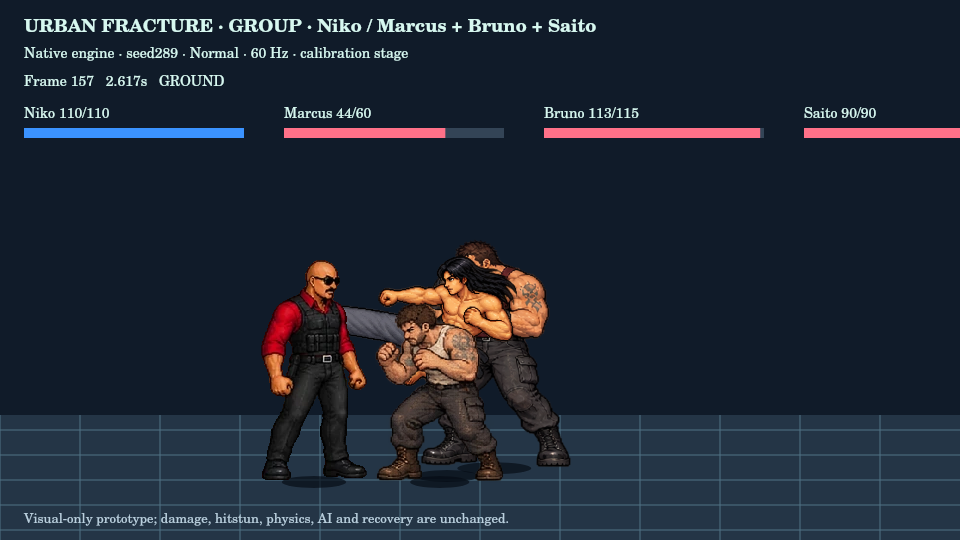 URBAN FRACTURE · GROUP · Niko / Marcus + Bruno + Saito
Native engine · seed289 · Normal · 60 Hz · calibration stage
Frame 157 2.617s GROUND
Niko 110/110 Marcus 44/60 Bruno 113/115 Saito 90/90
Visual-only prototype; damage, hitstun, physics, AI and recovery are unchanged.